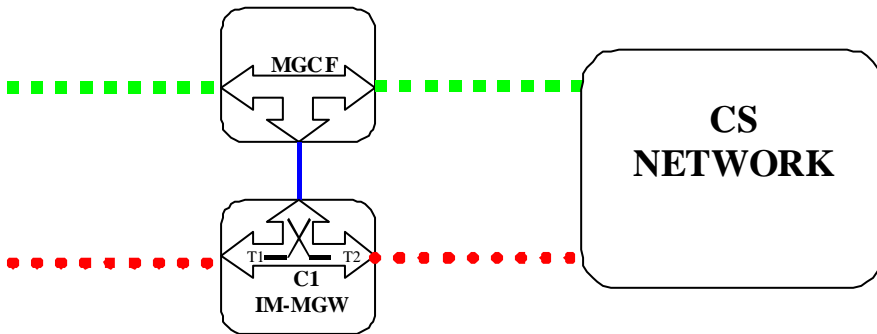 MGCF
CS
NETWORK
T1 T2
C1
IM-MGW